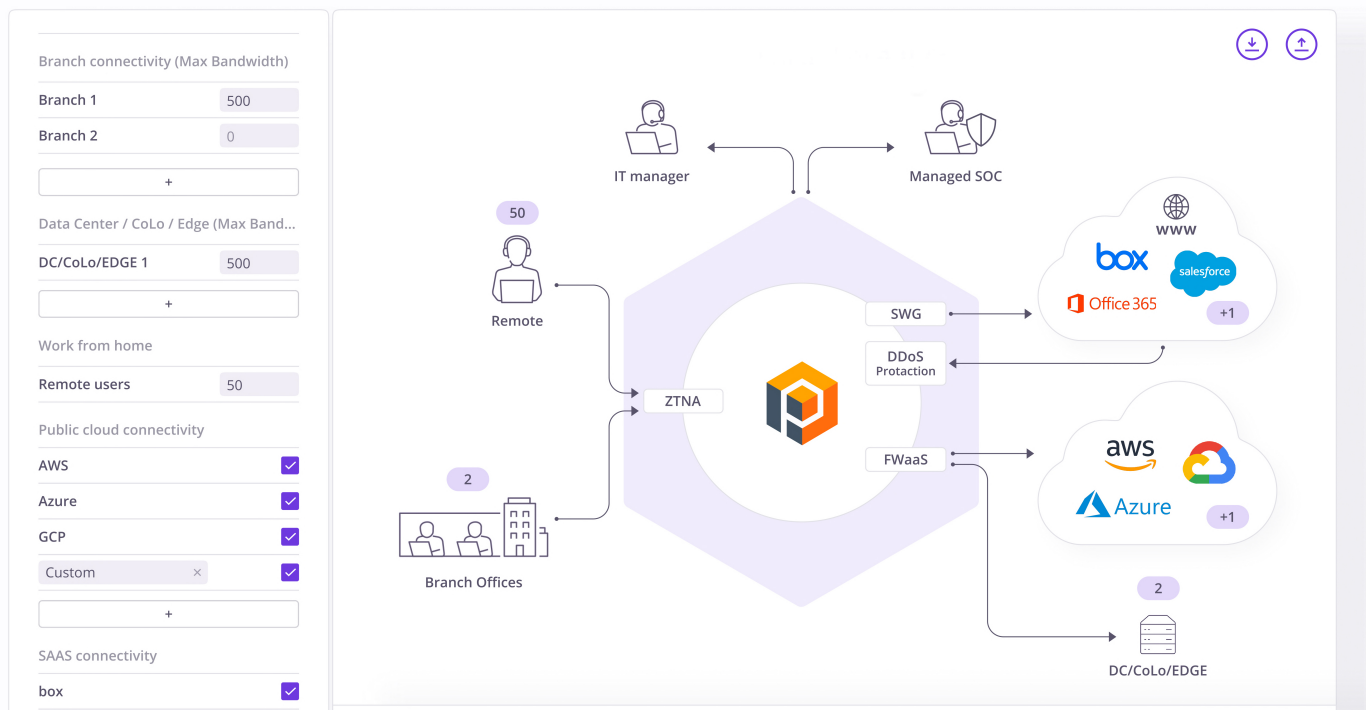 Branch connectivity (Max Bandwidth)
Branch 1
500
Branch 2
0
+
Data Center / CoLo / Edge (Max Band...
DC/CoLo/EDGE 1
500
+
Work from home
Remote users
50
Public cloud connectivity
AWS
Azure
GCP
Custom ×
+
SAAS connectivity
box
IT manager
Managed SOC
50
Remote
2
Branch Offices
ZTNA
SWG
DDoS
Protaction
FWaaS
www
box
salesforce
Office 365
+1
aws
Azure
+1
2
DC/CoLo/EDGE